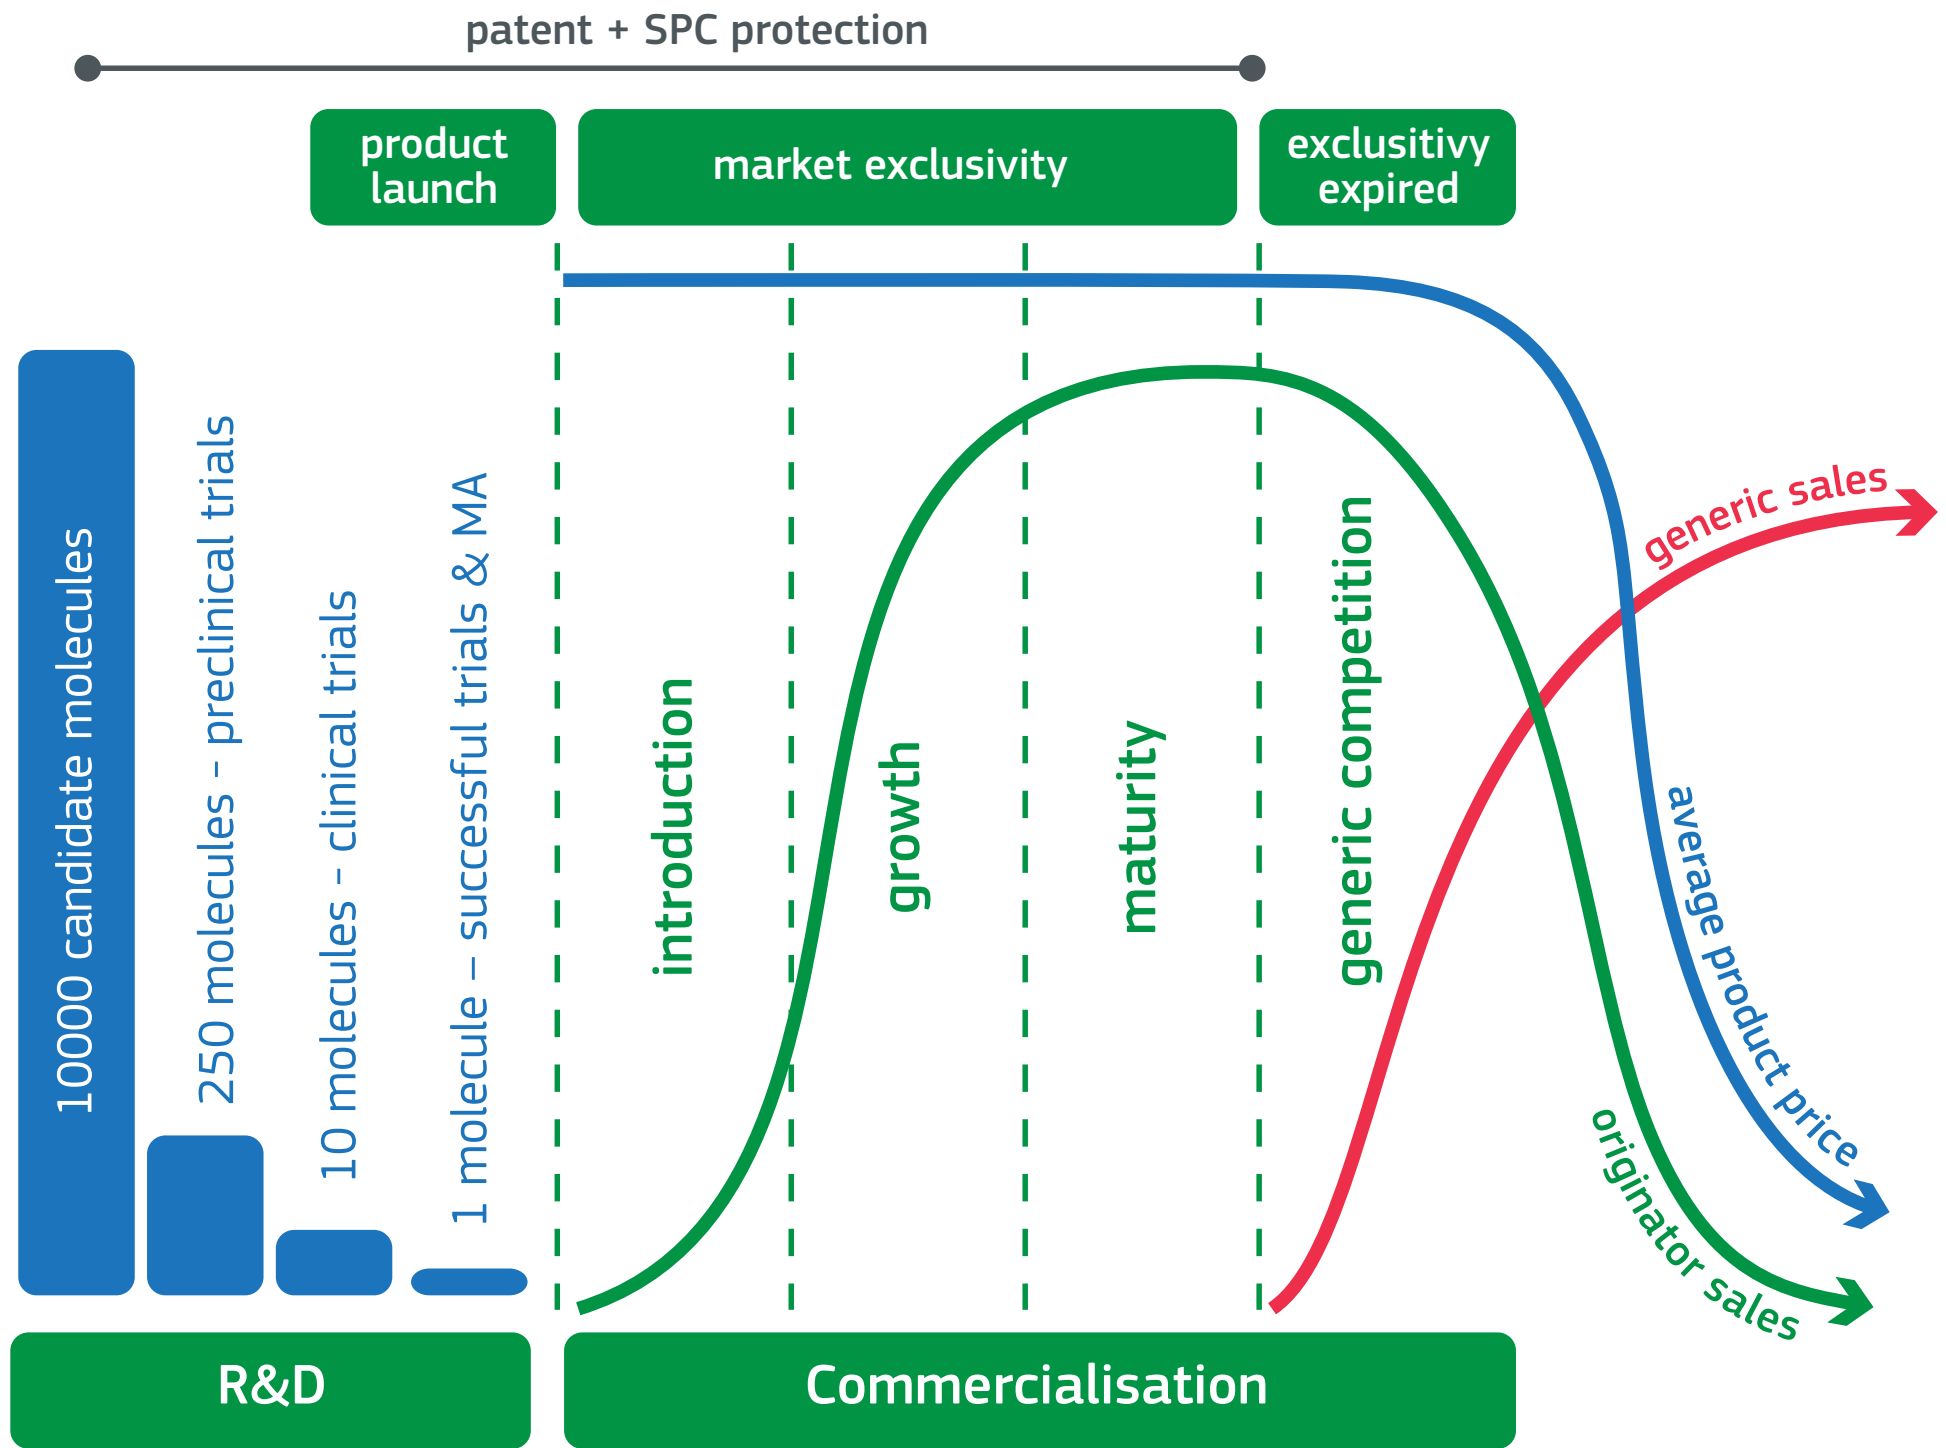 patent + SPC protection
product
launch
market exclusivity
exclusitivy
expired
10000 candidate molecules
250 molecules - preclinical trials
10 molecules - clinical trials
1 molecule – successful trials & MA
introduction
growth
maturity
generic competition
generic sales
average product price
originator sales
R&D
Commercialisation